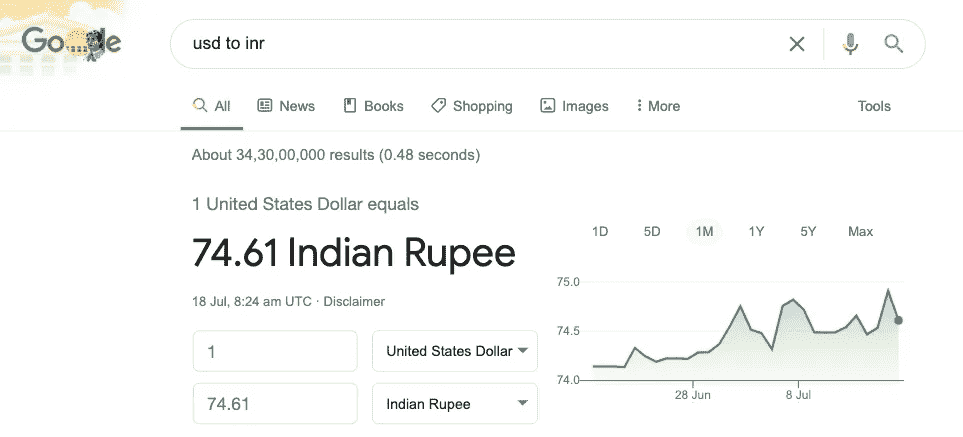 Google
usd to inr
All News Books Shopping Images More Tools
About 34,30,00,000 results (0.48 seconds)
1 United States Dollar equals
74.61 Indian Rupee
18 Jul, 8:24 am UTC · Disclaimer
1 United States Dollar
74.61 Indian Rupee
1D 5D 1M 1Y 5Y Max
75.0
74.5
74.0
28 Jun 8 Jul